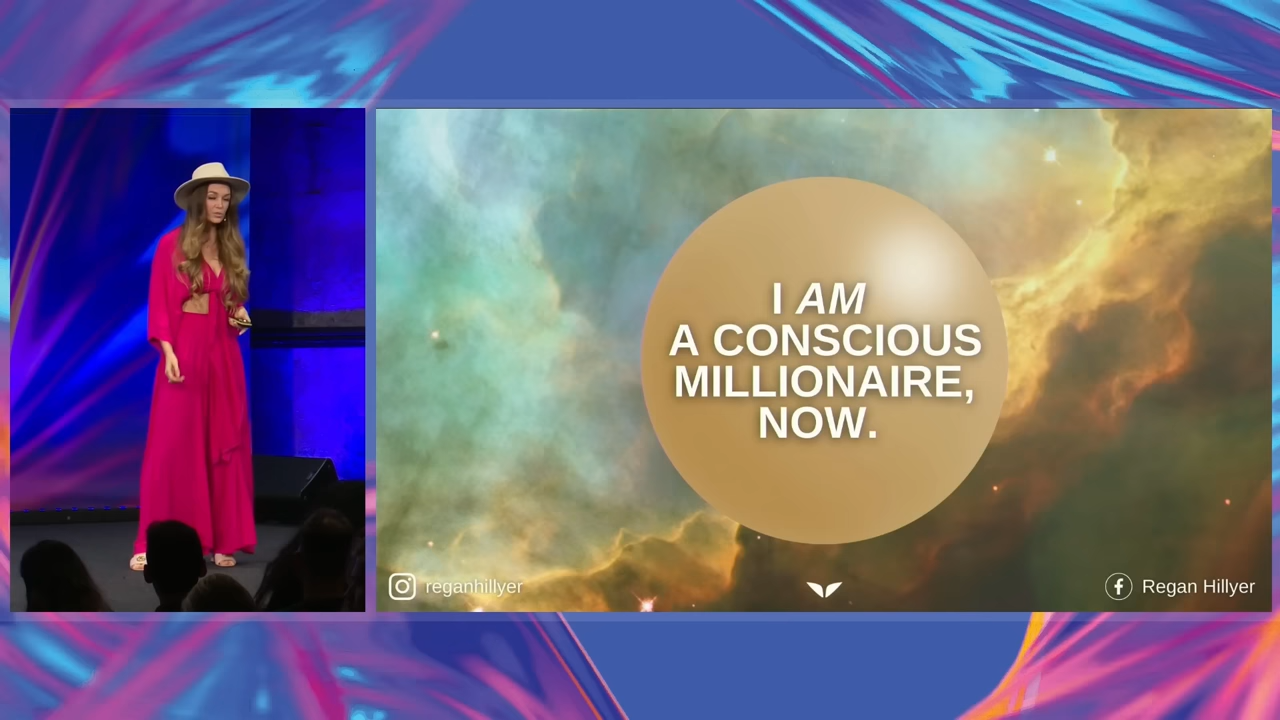 I AM
A CONSCIOUS
MILLIONAIRE,
NOW.
reganhillyer
Regan Hillyer